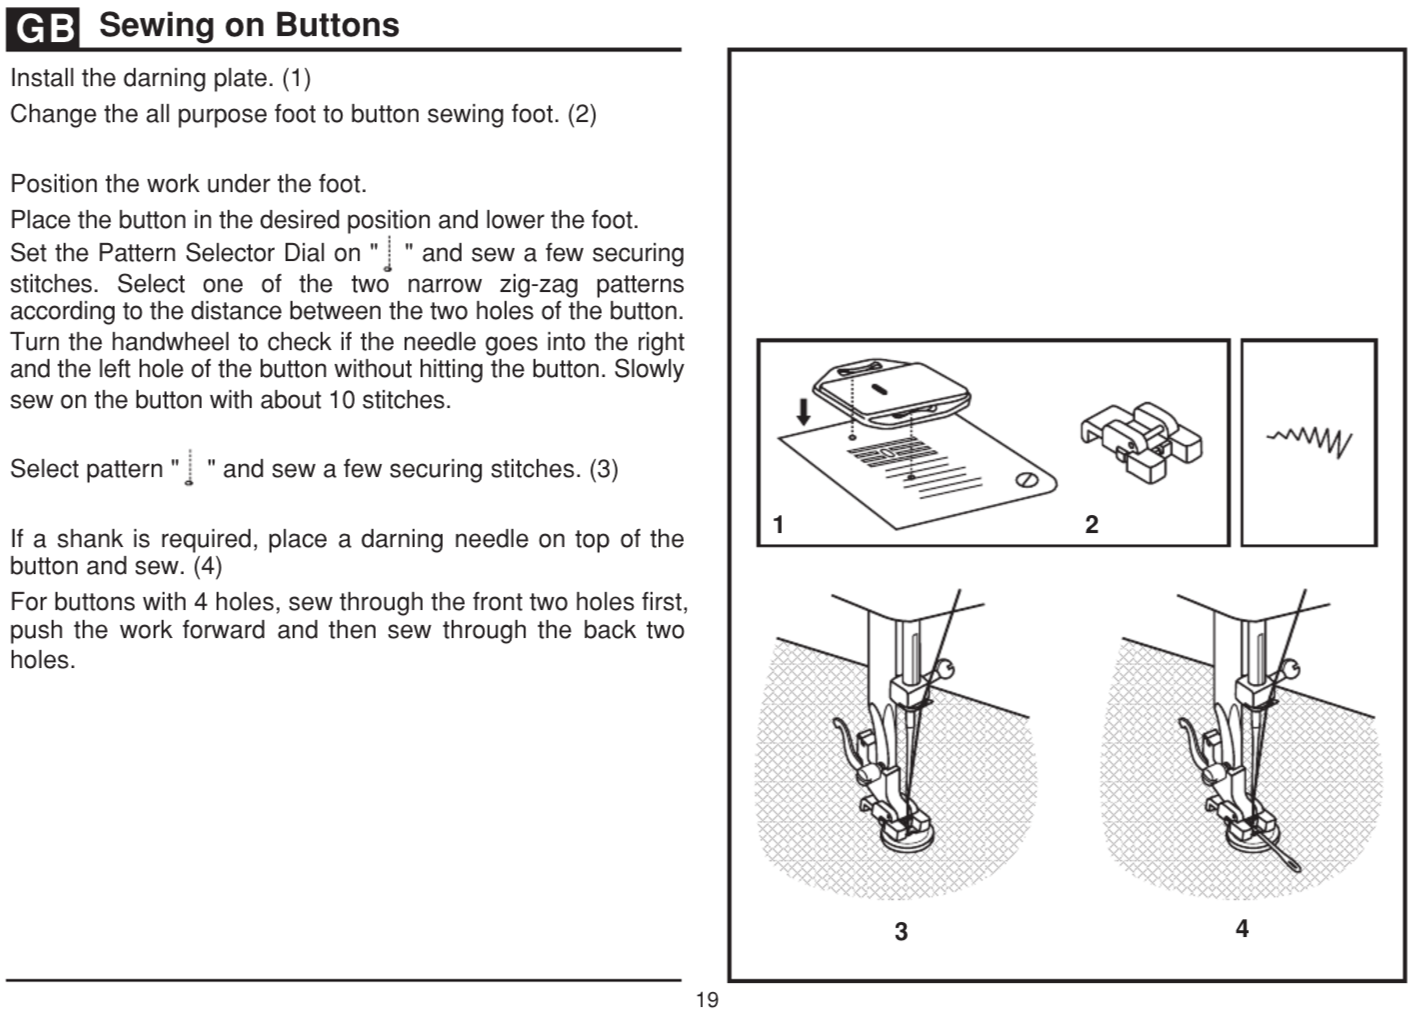 GB Sewing on Buttons
Install the darning plate. (1)
Change the all purpose foot to button sewing foot. (2)
Position the work under the foot.
Place the button in the desired position and lower the foot.
Set the Pattern Selector Dial on " " and sew a few securing
stitches. Select one of the two narrow zig-zag patterns
according to the distance between the two holes of the button.
Turn the handwheel to check if the needle goes into the right
and the left hole of the button without hitting the button. Slowly
sew on the button with about 10 stitches.
Select pattern " " and sew a few securing stitches. (3)
If a shank is required, place a darning needle on top of the
button and sew. (4)
For buttons with 4 holes, sew through the front two holes first,
push the work forward and then sew through the back two
holes.
1
2
3
4
19